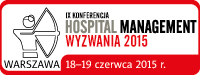 IX KONFERENCJA
HOSPITAL MANAGEMENT
WYZWANIA 2015
WARSZAWA
18–19 czerwca 2015 r.